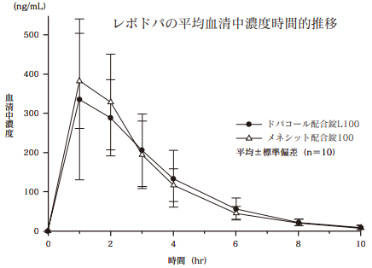 (ng/mL)
レボドパの平均血清中濃度時間的推移
500
400
300
200
100
0
血清中濃度
ドパコール配合錠L100
メネシット配合錠100
平均±標準偏差（n＝10）
0
2
4
6
8
10
時間（hr）